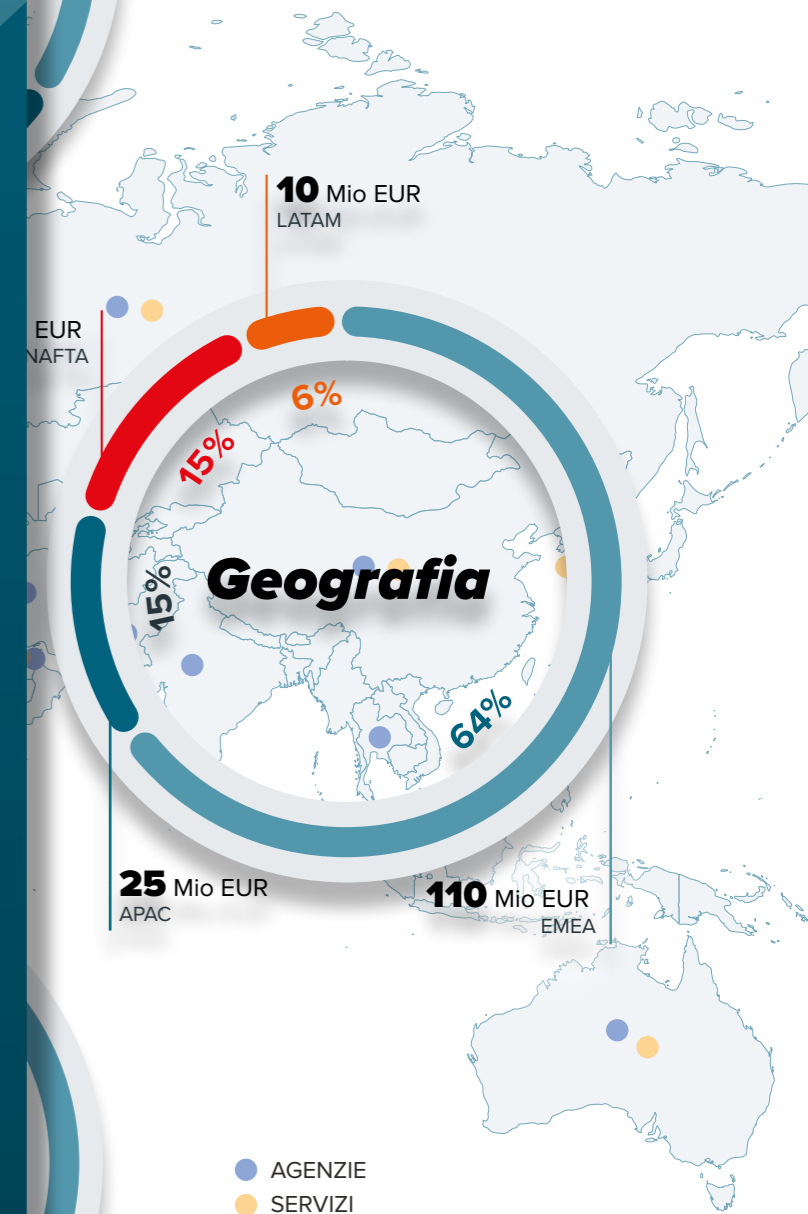 10 Mio EUR
LATAM
EUR
NAFTA
6%
15%
15%
Geografia
64%
25 Mio EUR
APAC
110 Mio EUR
EMEA
AGENZIE
SERVIZI